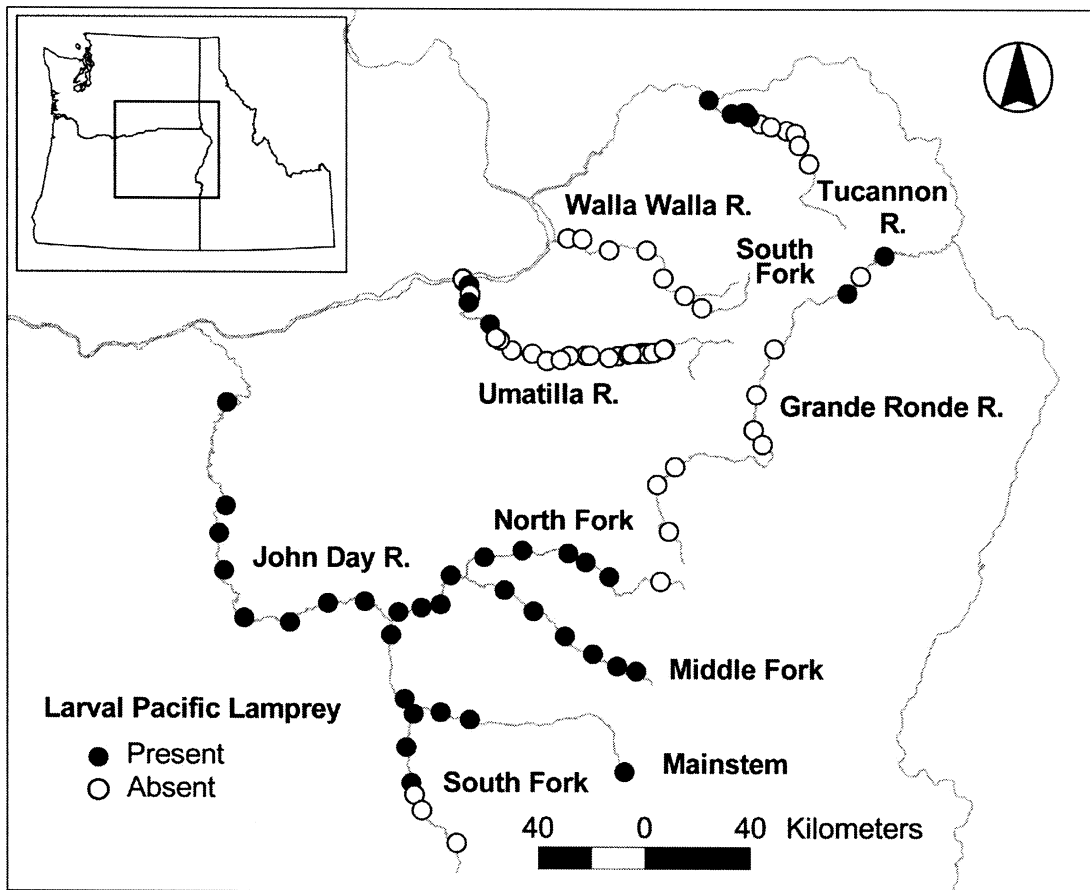 Walla Walla R.
Tucannon
R.
South
Fork
Umatilla R.
Grande Ronde R.
North Fork
John Day R.
Middle Fork
Larval Pacific Lamprey
Present
Absent
South Fork
Mainstem
40 0 40 Kilometers